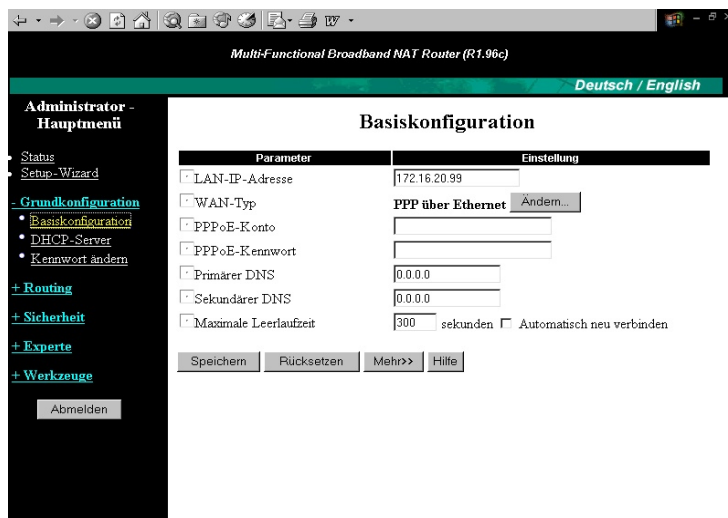 Multi-Functional Broadband NAT Router (R1.96c)
Deutsch / English
Administrator -
Hauptmenü
Status
Setup-Wizard
- Grundkonfiguration
Basiskonfiguration
DHCP-Server
Kennwort ändern
+ Routing
+ Sicherheit
+ Experte
+ Werkzeuge
Abmelden
Basiskonfiguration
Parameter Einstellung
LAN-IP-Adresse 172.16.20.99
WAN-Typ PPP über Ethernet Ändern...
PPPoE-Konto
PPPoE-Kennwort
Primärer DNS 0.0.0.0
Sekundärer DNS 0.0.0.0
Maximale Leerlaufzeit 300 sekunden Automatisch neu verbinden
Speichern Rücksetzen Mehr>> Hilfe